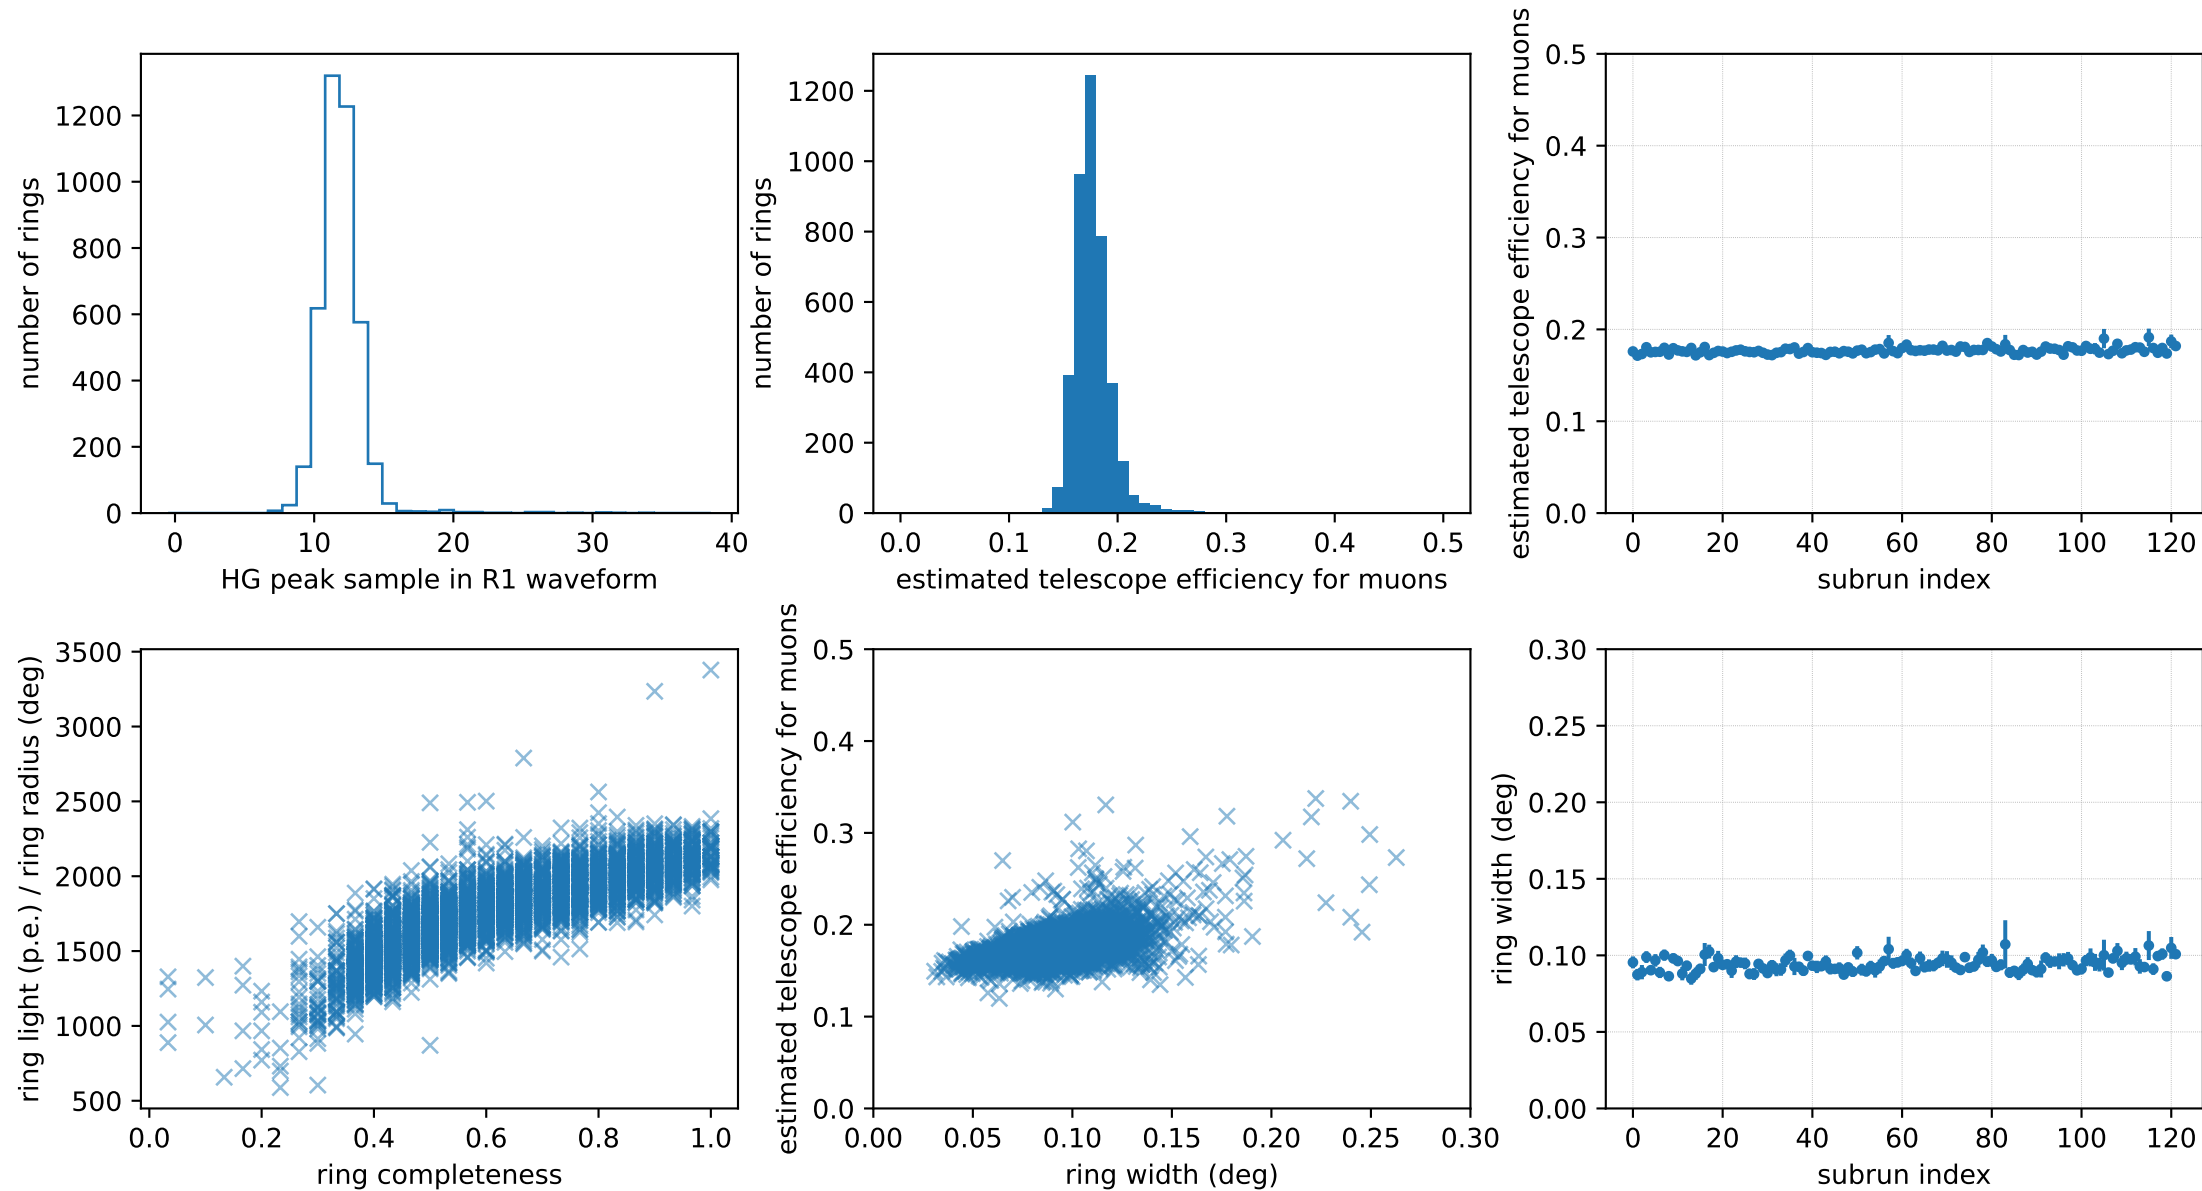 number of rings
1200
1000
800
600
400
200
0
0 10 20 30 40
HG peak sample in R1 waveform
number of rings
1200
1000
800
600
400
200
0
0.0 0.1 0.2 0.3 0.4 0.5
estimated telescope efficiency for muons
estimated telescope efficiency for muons
0.5
0.4
0.3
0.2
0.1
0.0
0 20 40 60 80 100 120
subrun index
ring light (p.e.) / ring radius (deg)
3500
3000
2500
2000
1500
1000
500
0.0 0.2 0.4 0.6 0.8 1.0
ring completeness
estimated telescope efficiency for muons
0.5
0.4
0.3
0.2
0.1
0.0
0.00 0.05 0.10 0.15 0.20 0.25 0.30
ring width (deg)
ring width (deg)
0.30
0.25
0.20
0.15
0.10
0.05
0.00
0 20 40 60 80 100 120
subrun index